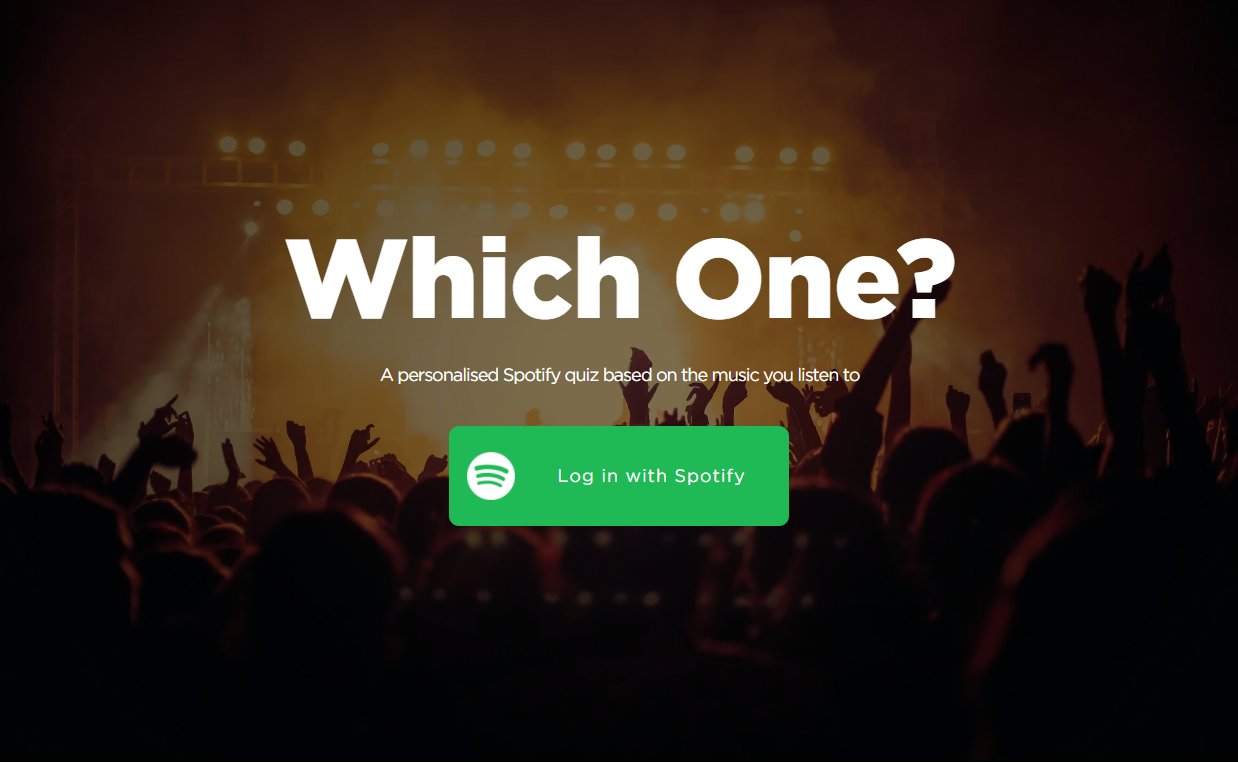 Which One?
A personalised Spotify quiz based on the music you listen to
Log in with Spotify